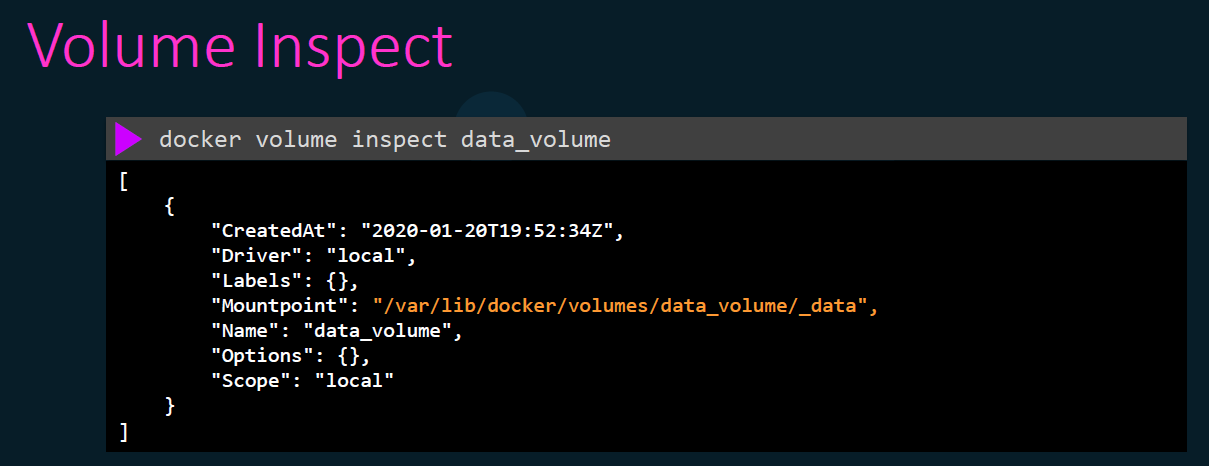 Volume Inspect
docker volume inspect data_volume
[
    {
        "CreatedAt": "2020-01-20T19:52:34Z",
        "Driver": "local",
        "Labels": {},
        "Mountpoint": "/var/lib/docker/volumes/data_volume/_data",
        "Name": "data_volume",
        "Options": {},
        "Scope": "local"
    }
]